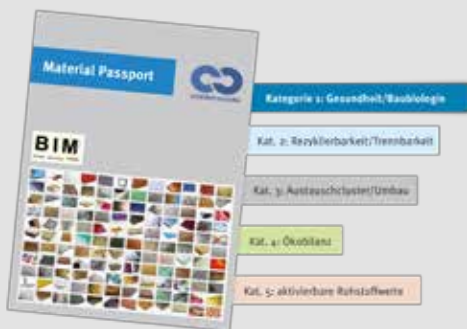 Material Passport
BIM
Kategorie 1: Gesundheit/Baubiologie
Kat. 2: Rezyklierbarkeit/Trennbarkeit
Kat. 3: Austauschcluster/Umbau
Kat. 4: Ökobilanz
Kat. 5: aktivierbare Rohstoffwerte